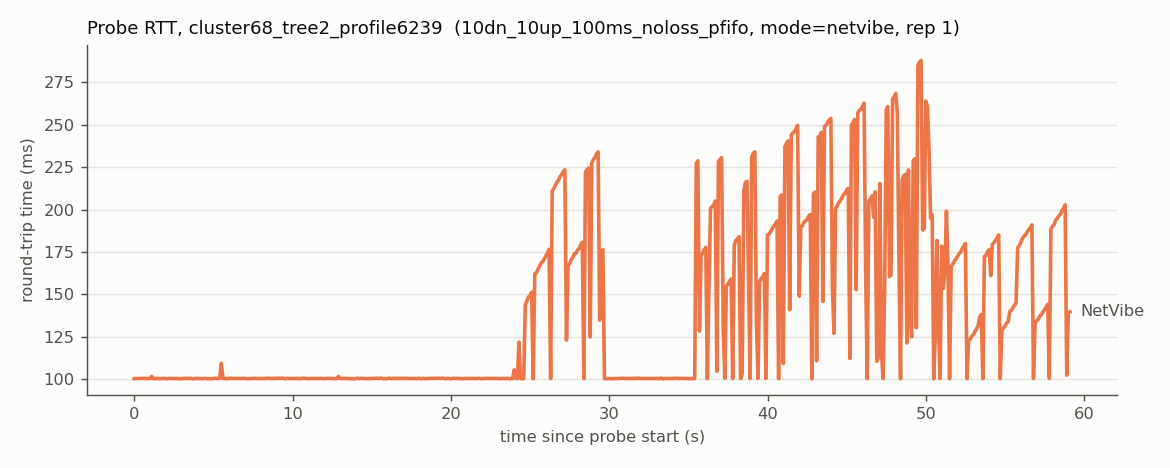 Probe RTT, cluster68_tree2_profile6239  (10dn_10up_100ms_noloss_pfifo, mode=netvibe, rep 1)
round-trip time (ms)
275
250
225
200
175
150
125
100
NetVibe
0 10 20 30 40 50 60
time since probe start (s)